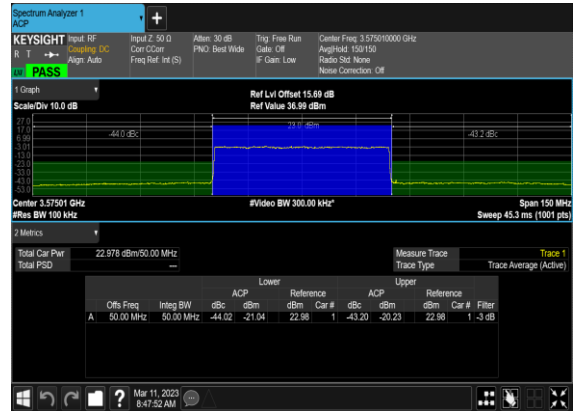 Spectrum Analyzer 1
ACP
KEYSIGHT
R T
LW PASS
Input: RF
Coupling: DC
Align: Auto
Input Z: 50 Ω
Corr CCorr
Freq Ref: Int (S)
Atten: 30 dB
PNO: Best Wide
Trig: Free Run
Gate: Off
IF Gain: Low
Center Freq: 3.575010000 GHz
Avg|Hold: 150/150
Radio Std: None
Noise Correction: Off
1 Graph
Scale/Div 10.0 dB
Ref Lvl Offset 15.69 dB
Ref Value 36.99 dBm
27.0
17.0
6.99
-3.01
-13.0
-23.0
-33.0
-43.0
-53.0
-44.0 dBc
23.0 dBm
-43.2 dBc
Center 3.57501 GHz
#Video BW 300.00 kHz*
Span 150 MHz
#Res BW 100 kHz
Sweep 45.3 ms (1001 pts)
2 Metrics
Total Car Pwr 22.978 dBm/50.00 MHz
Total PSD ---
Measure Trace Trace 1
Trace Type Trace Average (Active)
Lower Upper
ACP Reference ACP Reference
Offs Freq Integ BW dBc dBm dBm Car # dBc dBm dBm Car # Filter
A 50.00 MHz 50.00 MHz -44.02 -21.04 22.98 1 -43.20 -20.23 22.98 1 -3 dB
?
Mar 11, 2023
8:47:52 AM